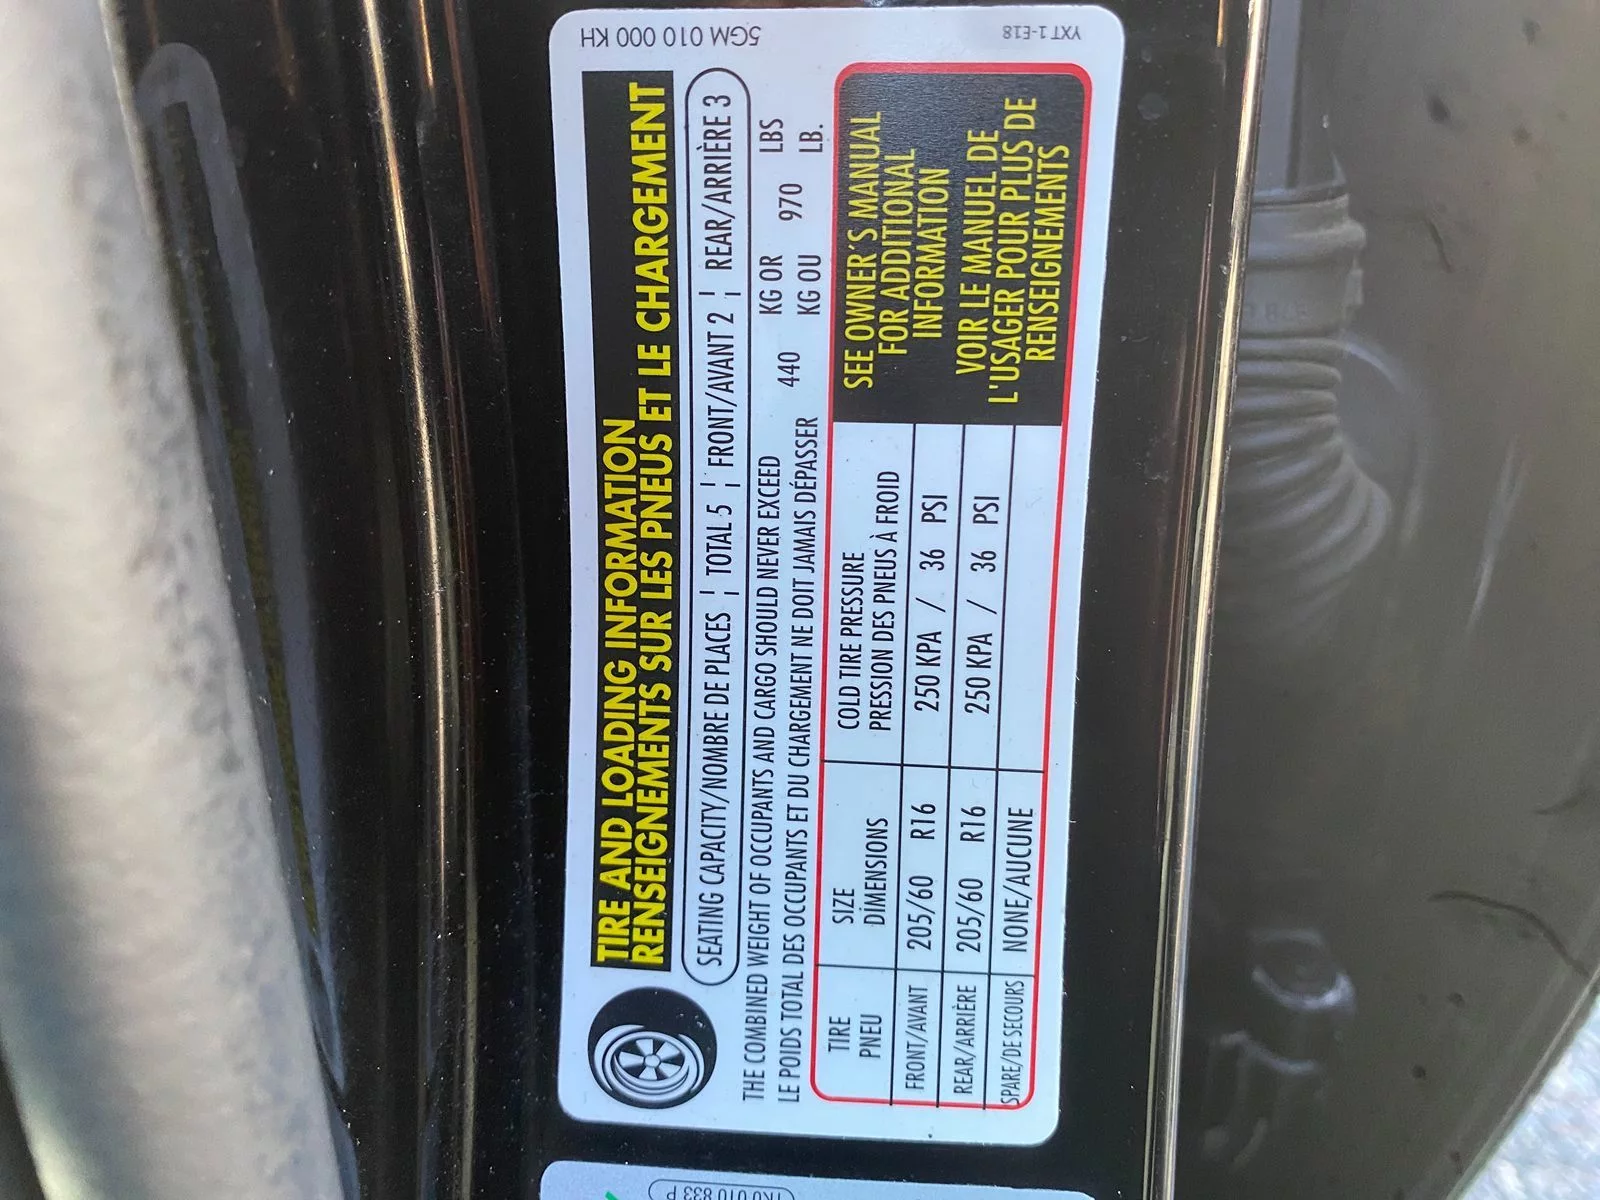 5GM 010 000 KH
YXT 1-E18
TIRE AND LOADING INFORMATION
RENSEIGNEMENTS SUR LES PNEUS ET LE CHARGEMENT
SEATING CAPACITY/NOMBRE DE PLACES ¦ TOTAL 5 ¦ FRONT/AVANT 2 ¦ REAR/ARRIÈRE 3
THE COMBINED WEIGHT OF OCCUPANTS AND CARGO SHOULD NEVER EXCEED 440 KG OR 970 LBS
LE POIDS TOTAL DES OCCUPANTS ET DU CHARGEMENT NE DOIT JAMAIS DÉPASSER KG OU LB.
TIRE SIZE COLD TIRE PRESSURE
PNEU DIMENSIONS PRESSION DES PNEUS À FROID
FRONT/AVANT 205/60 R16 250 KPA / 36 PSI
REAR/ARRIÈRE 205/60 R16 250 KPA / 36 PSI
SPARE/DE SECOURS NONE/AUCUNE
SEE OWNER'S MANUAL
FOR ADDITIONAL
INFORMATION
VOIR LE MANUEL DE
L'USAGER POUR PLUS DE
RENSEIGNEMENTS
010 833 P